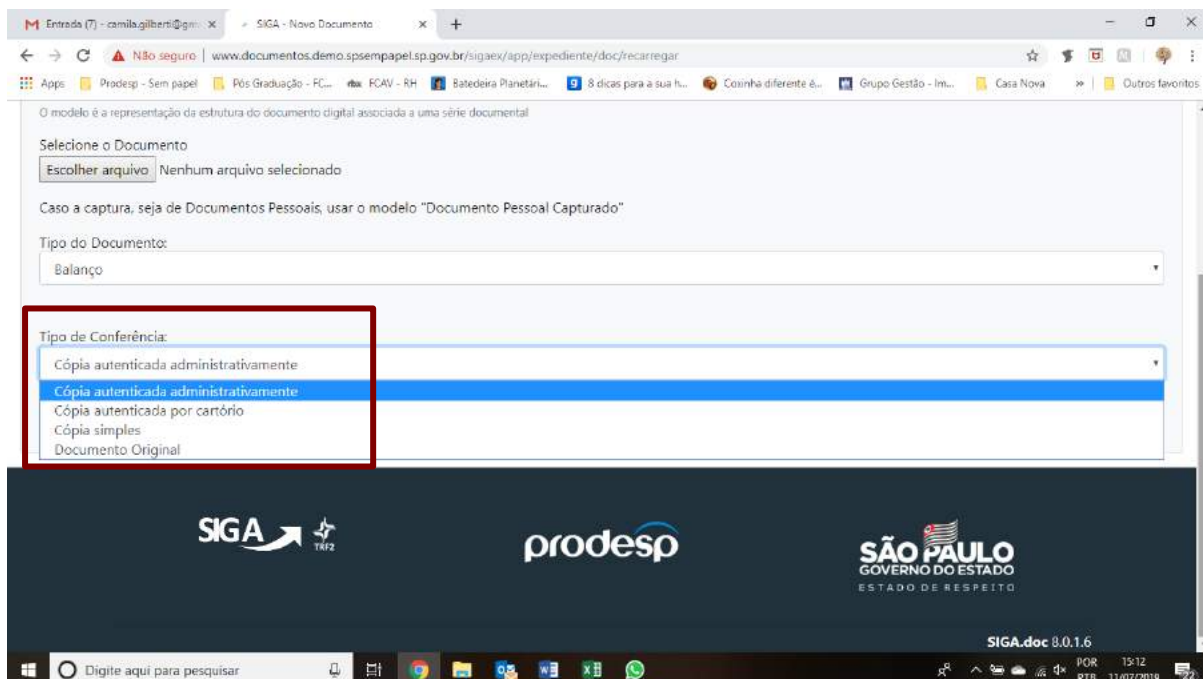 Entrada (7) - camila.gilberti@gm
SIGA - Novo Documento
Não seguro | www.documentos.demo.spsempapel.sp.gov.br/sigaex/app/expediente/doc/recarregar
Apps Prodesp - Sem papel Pós Graduação - FC... FCAV - RH Batedeira Planetári... 8 dicas para a sua h... Coxinha diferente é... Grupo Gestão - Im... Casa Nova » Outros favoritos
O modelo é a representação da estrutura do documento digital associada a uma série documental
Selecione o Documento
Escolher arquivo Nenhum arquivo selecionado
Caso a captura, seja de Documentos Pessoais, usar o modelo "Documento Pessoal Capturado"
Tipo do Documento:
Balanço
Tipo de Conferência:
Cópia autenticada administrativamente
Cópia autenticada administrativamente
Cópia autenticada por cartório
Cópia simples
Documento Original
SIGA
TRF2
prodesp
SÃO PAULO
GOVERNO DO ESTADO
ESTADO DE RESPEITO
SIGA.doc 8.0.1.6
Digite aqui para pesquisar
POR
PTB
15:12
11/07/2019